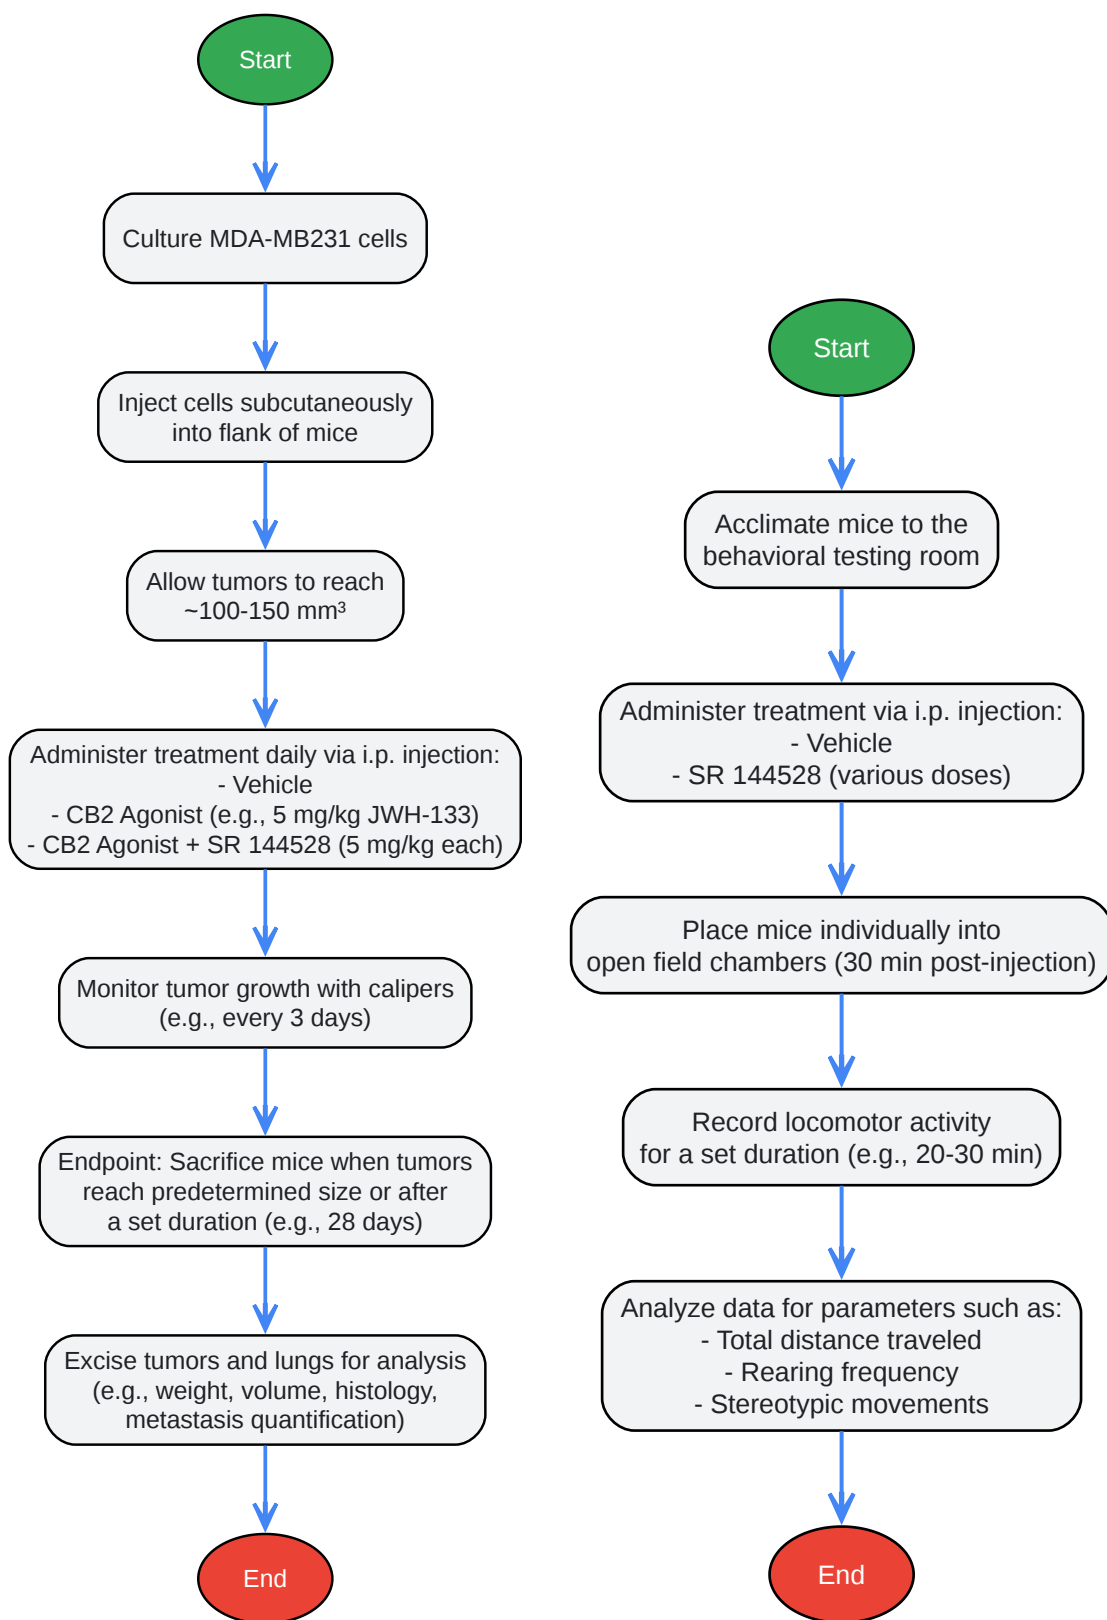 Start
Culture MDA-MB231 cells
Inject cells subcutaneously
into flank of mice
Allow tumors to reach
~100-150 mm³
Administer treatment daily via i.p. injection:
- Vehicle
- CB2 Agonist (e.g., 5 mg/kg JWH-133)
- CB2 Agonist + SR 144528 (5 mg/kg each)
Monitor tumor growth with calipers
(e.g., every 3 days)
Endpoint: Sacrifice mice when tumors
reach predetermined size or after
a set duration (e.g., 28 days)
Excise tumors and lungs for analysis
(e.g., weight, volume, histology,
metastasis quantification)
End
Start
Acclimate mice to the
behavioral testing room
Administer treatment via i.p. injection:
- Vehicle
- SR 144528 (various doses)
Place mice individually into
open field chambers (30 min post-injection)
Record locomotor activity
for a set duration (e.g., 20-30 min)
Analyze data for parameters such as:
- Total distance traveled
- Rearing frequency
- Stereotypic movements
End